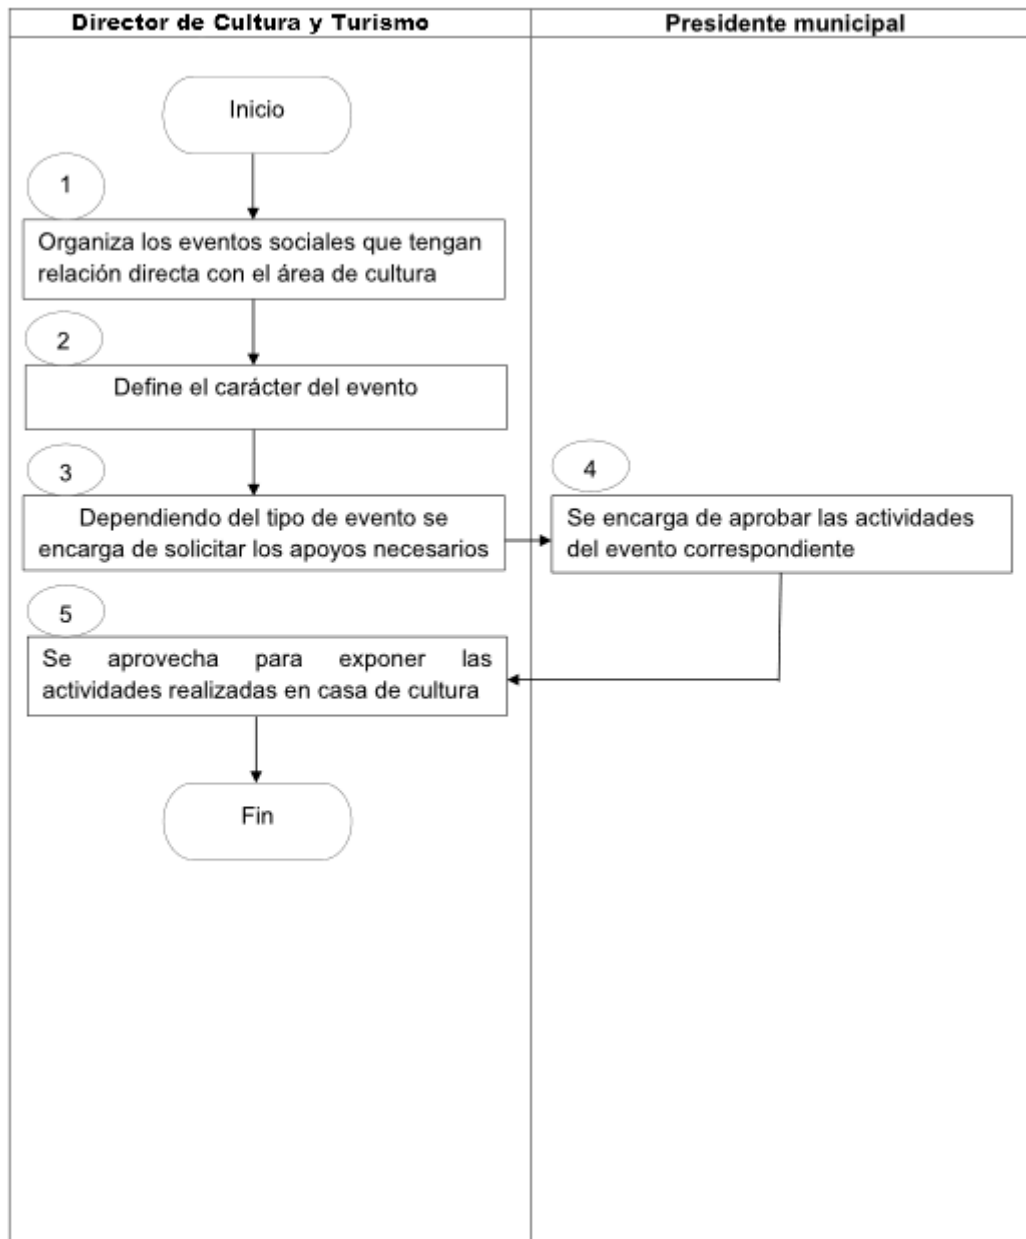 Director de Cultura y Turismo
Presidente municipal
Inicio
1
Organiza los eventos sociales que tengan
relación directa con el área de cultura
2
Define el carácter del evento
3
Dependiendo del tipo de evento se
encarga de solicitar los apoyos necesarios
4
Se encarga de aprobar las actividades
del evento correspondiente
5
Se aprovecha para exponer las
actividades realizadas en casa de cultura
Fin